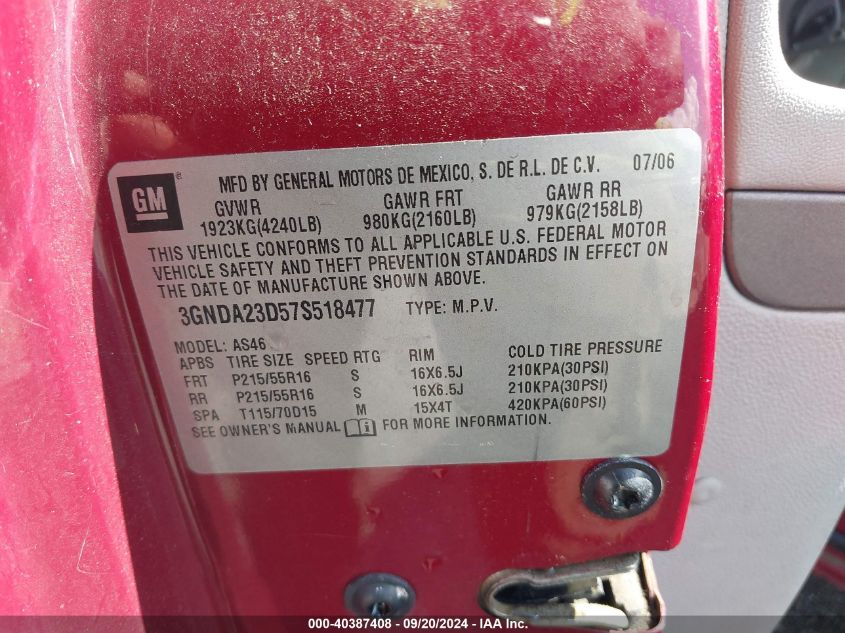 GM ® MFD BY GENERAL MOTORS DE MEXICO, S. DE R.L. DE C.V. 07/06
GVWR GAWR FRT GAWR RR
1923KG(4240LB) 980KG(2160LB) 979KG(2158LB)
THIS VEHICLE CONFORMS TO ALL APPLICABLE U.S. FEDERAL MOTOR
VEHICLE SAFETY AND THEFT PREVENTION STANDARDS IN EFFECT ON
THE DATE OF MANUFACTURE SHOWN ABOVE.
3GNDA23D57S518477 TYPE: M.P.V.
MODEL: AS46
APBS TIRE SIZE SPEED RTG RIM COLD TIRE PRESSURE
FRT P215/55R16 S 16X6.5J 210KPA(30PSI)
RR P215/55R16 S 16X6.5J 210KPA(30PSI)
SPA T115/70D15 M 15X4T 420KPA(60PSI)
SEE OWNER'S MANUAL i FOR MORE INFORMATION.
000-40387408 - 09/20/2024 - IAA Inc.